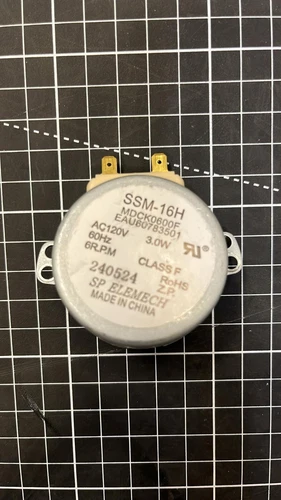 SSM-16H
MDCK0600F
EAU60783501
AC120V 3.0W
60Hz
6R.P.M CLASS F
RoHS
240524 Z.P.
SP ELEMECH
MADE IN CHINA